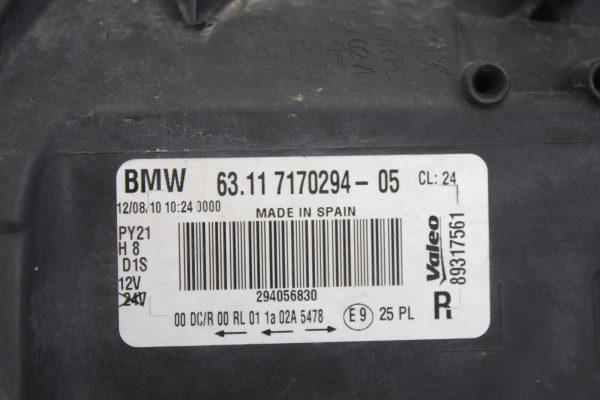 BMW 63.11 7170294-05 CL: 24
12/08/10 10:24 0000
MADE IN SPAIN
PY21
H 8
D1S
12V
24V
294056830
Valeo
89317561
00 DC/R 00 RL 01 1a 02A 5478 E 9 25 PL R